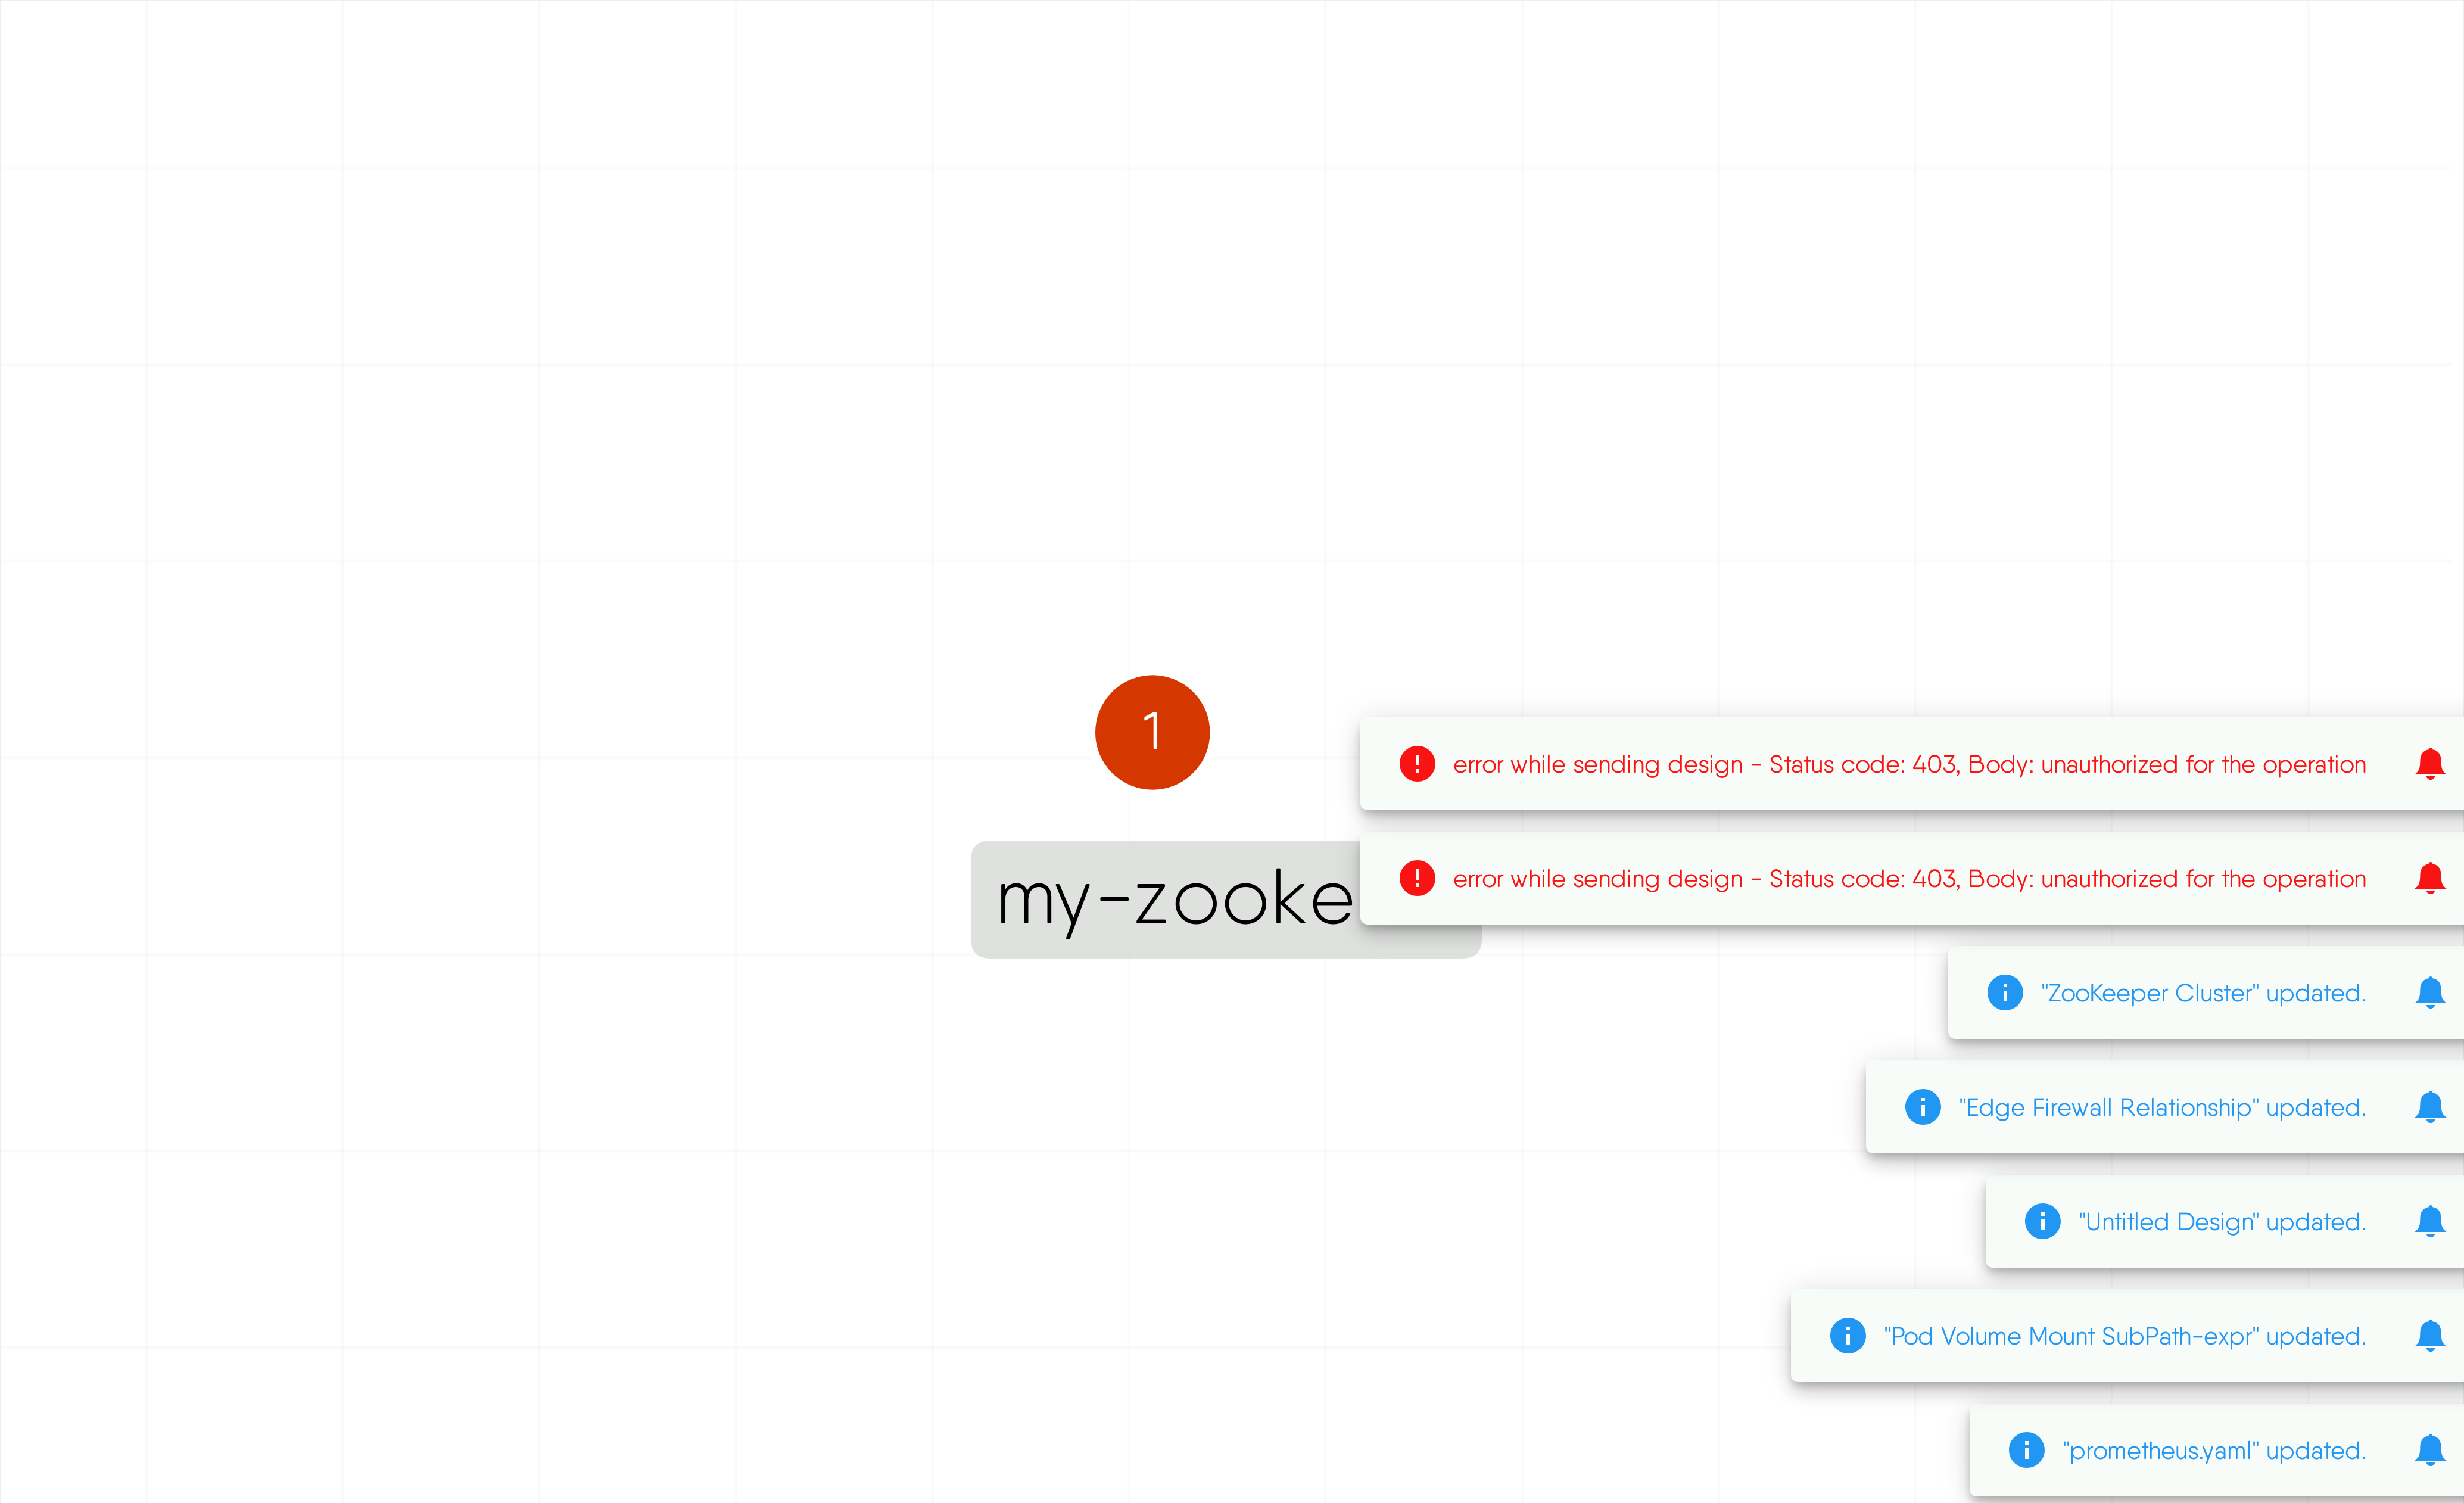 1
error while sending design - Status code: 403, Body: unauthorized for the operation
my-zooke
error while sending design - Status code: 403, Body: unauthorized for the operation
"ZooKeeper Cluster" updated.
"Edge Firewall Relationship" updated.
"Untitled Design" updated.
"Pod Volume Mount SubPath-expr" updated.
"prometheus.yaml" updated.